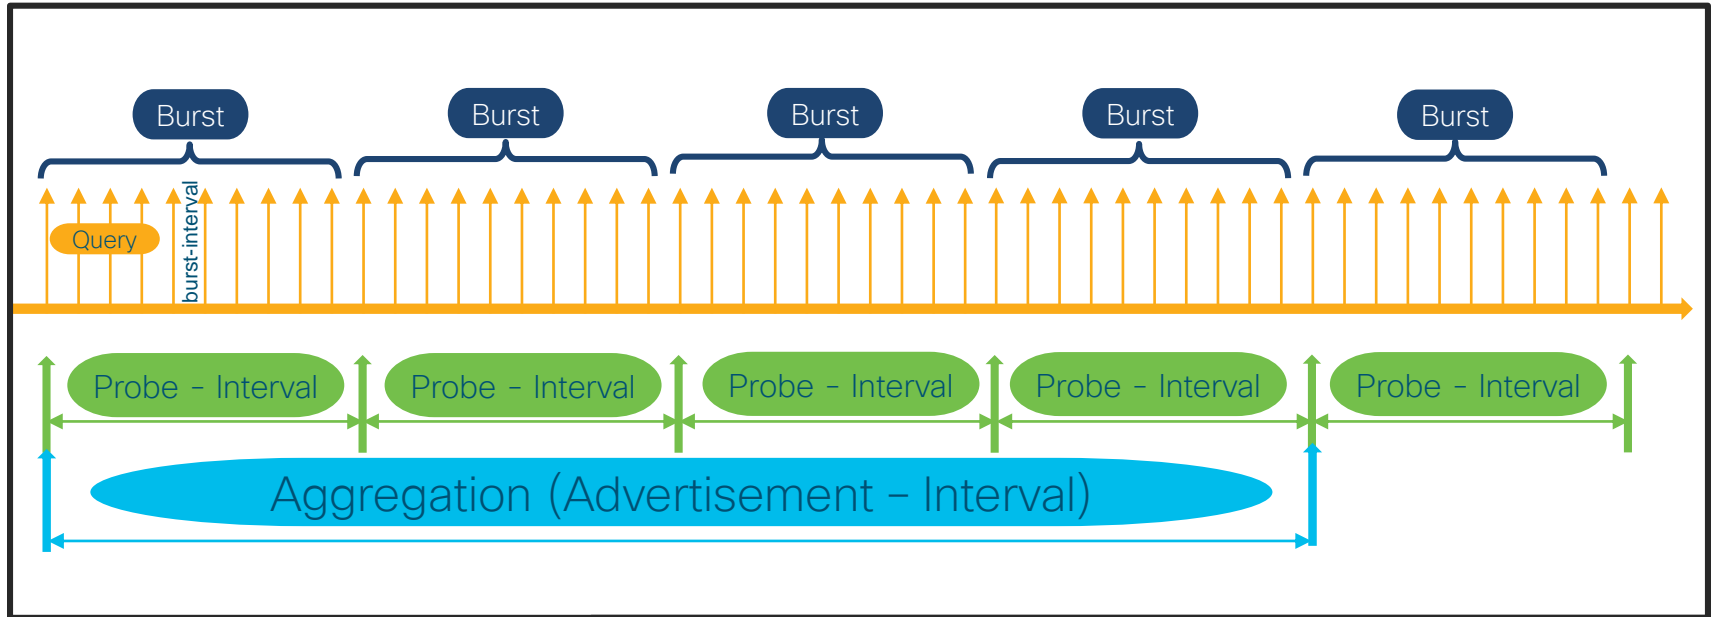 Burst
Burst
Burst
Burst
Burst
Query
burst-interval
Probe - Interval
Probe - Interval
Probe - Interval
Probe - Interval
Probe - Interval
Aggregation (Advertisement – Interval)